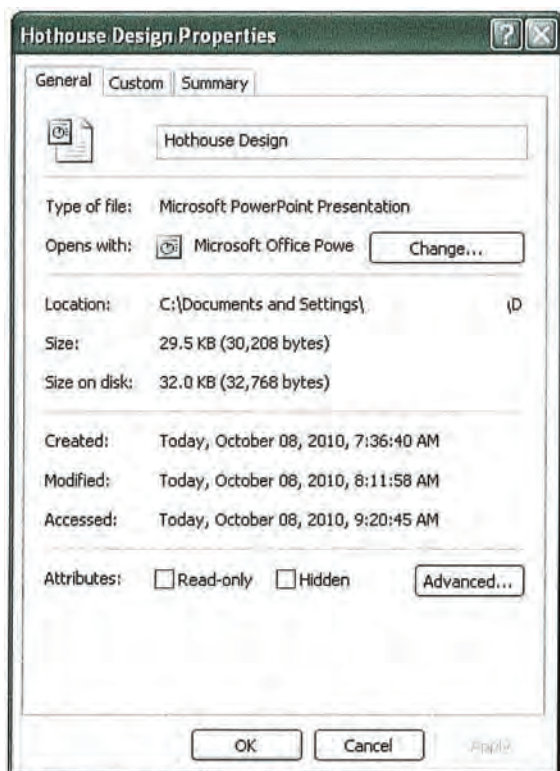 Hothouse Design Properties ? X
General Custom Summary
Hothouse Design
Type of file: Microsoft PowerPoint Presentation
Opens with: Microsoft Office Powe Change...
Location: C:\Documents and Settings\ \D
Size: 29.5 KB (30,208 bytes)
Size on disk: 32.0 KB (32,768 bytes)
Created: Today, October 08, 2010, 7:36:40 AM
Modified: Today, October 08, 2010, 8:11:58 AM
Accessed: Today, October 08, 2010, 9:20:45 AM
Attributes: Read-only Hidden Advanced...
OK Cancel Apply